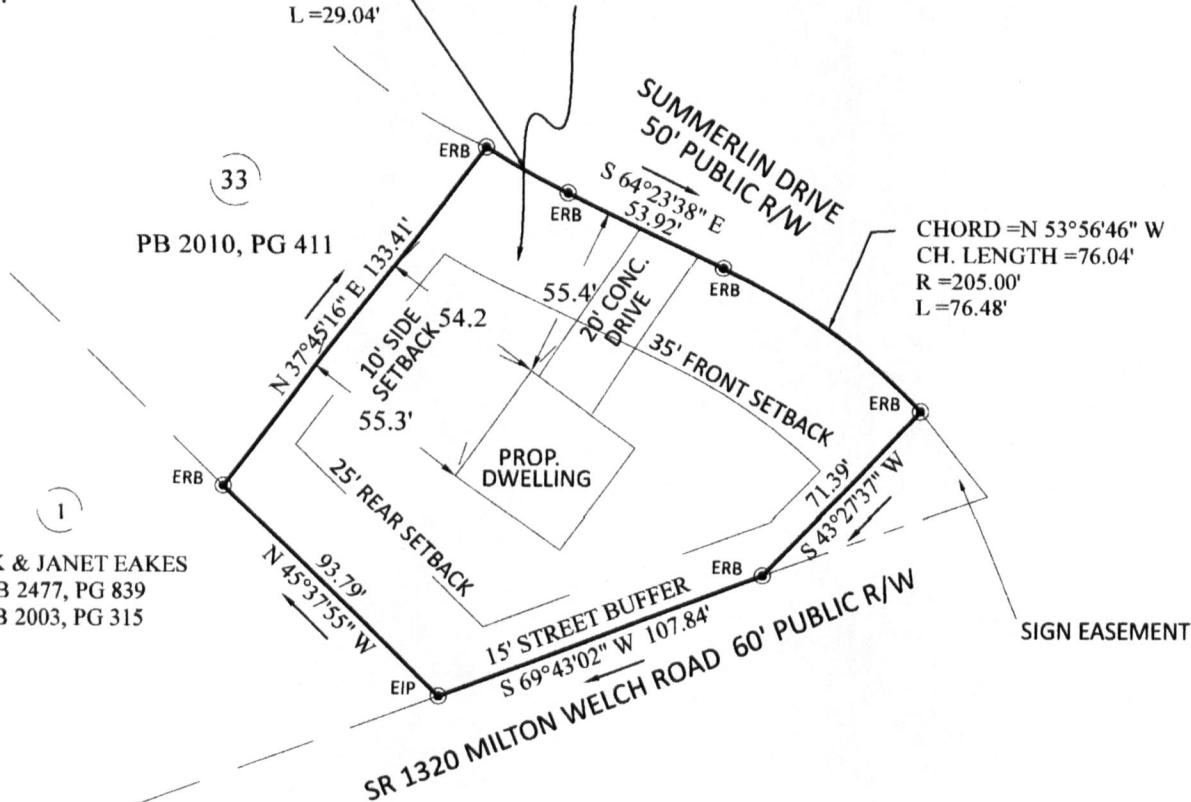 L =29.04'
SUMMERLIN DRIVE
50' PUBLIC R/W
ERB
33
S 64°23'38" E
53.92'
ERB
PB 2010, PG 411
CHORD =N 53°56'46" W
CH. LENGTH =76.04'
R =205.00'
L =76.48'
N 37°45'16" E 133.41'
ERB
55.4'
20' CONC.
DRIVE
54.2
10' SIDE
SETBACK
35' FRONT SETBACK
ERB
55.3'
PROP.
DWELLING
ERB
71.39'
S 43°27'37" W
25' REAR SETBACK
1
& JANET EAKES
2477, PG 839
2003, PG 315
93.79'
N 45°37'55" W
ERB
15' STREET BUFFER
S 69°43'02" W 107.84'
SIGN EASEMENT
EIP
SR 1320 MILTON WELCH ROAD 60' PUBLIC R/W